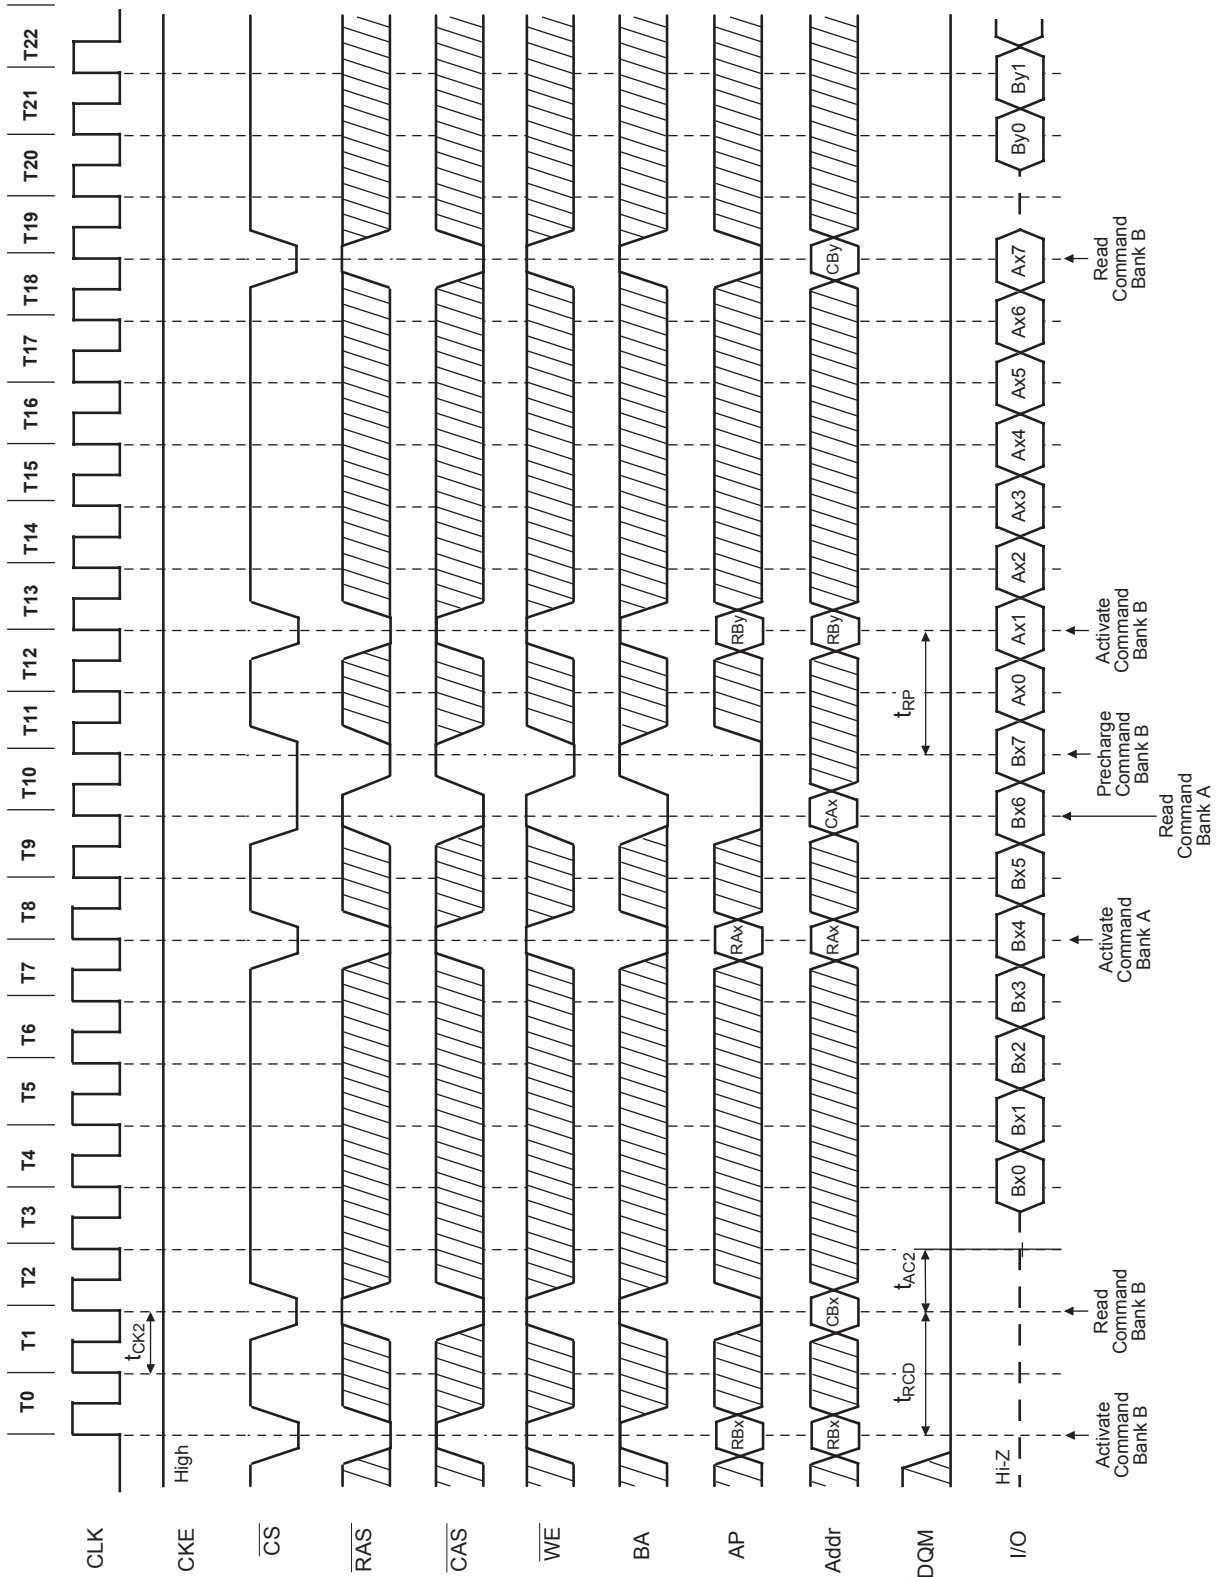 T0 T1 T2 T3 T4 T5 T6 T7 T8 T9 T10 T11 T12 T13 T14 T15 T16 T17 T18 T19 T20 T21 T22
CLK
tCK2
CKE
High
CS
RAS
CAS
WE
BA
AP
RBx RAx RBy
Addr
RBx CBx RAx CAx RBy CBy
DQM
tRCD tAC2 tRP
I/O
Hi-Z
Bx0 Bx1 Bx2 Bx3 Bx4 Bx5 Bx6 Bx7 Ax0 Ax1 Ax2 Ax3 Ax4 Ax5 Ax6 Ax7 By0 By1
Activate
Command
Bank B
Read
Command
Bank B
Activate
Command
Bank A
Read
Command
Bank A
Precharge
Command
Bank B
Activate
Command
Bank B
Read
Command
Bank B